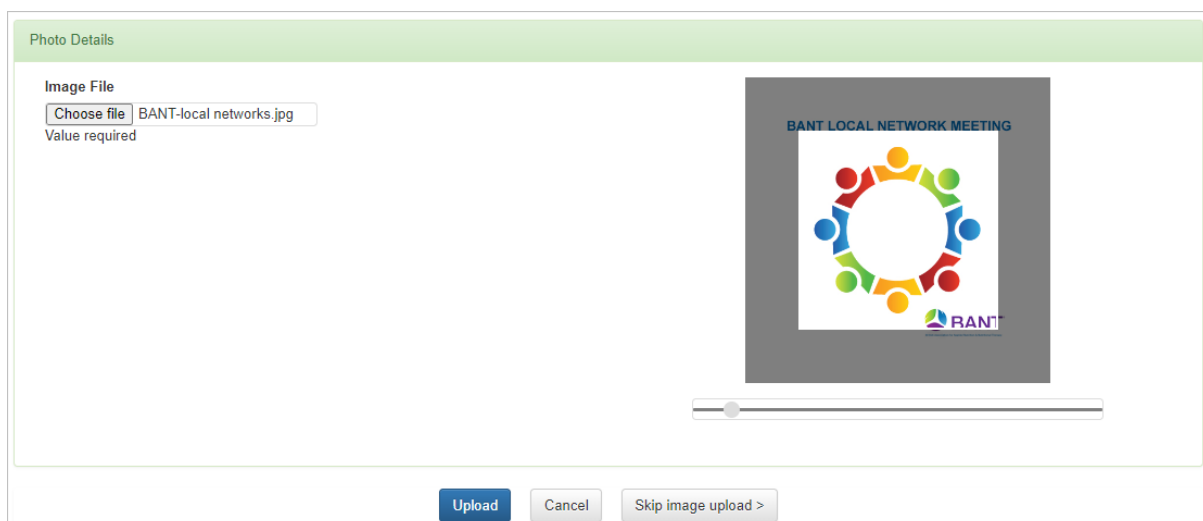 Photo Details
Image File
Choose file BANT-local networks.jpg
Value required
BANT LOCAL NETWORK MEETING
BANT
Upload Cancel Skip image upload >